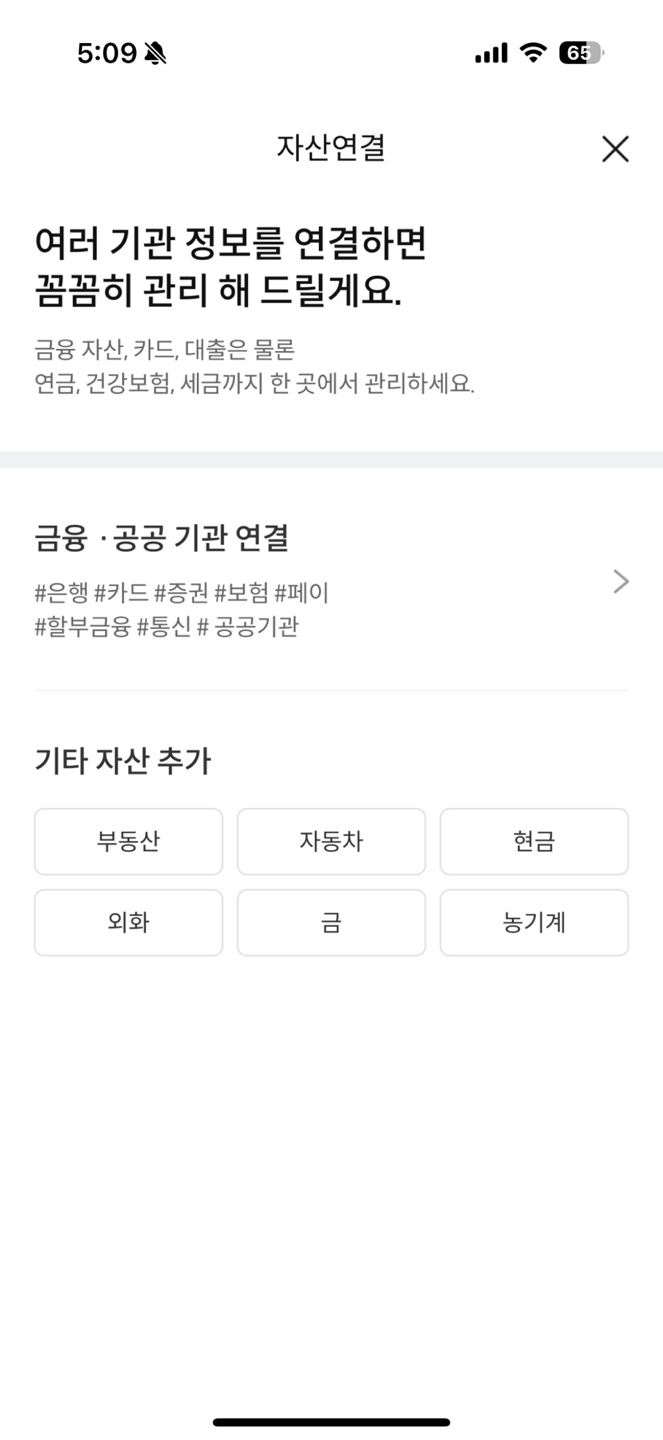 5:09
65
자산연결
여러 기관 정보를 연결하면
꼼꼼히 관리 해 드릴게요.
금융 자산, 카드, 대출은 물론
연금, 건강보험, 세금까지 한 곳에서 관리하세요.
금융 ·공공 기관 연결
#은행 #카드 #증권 #보험 #페이
#할부금융 #통신 # 공공기관
기타 자산 추가
부동산 자동차 현금
외화 금 농기계